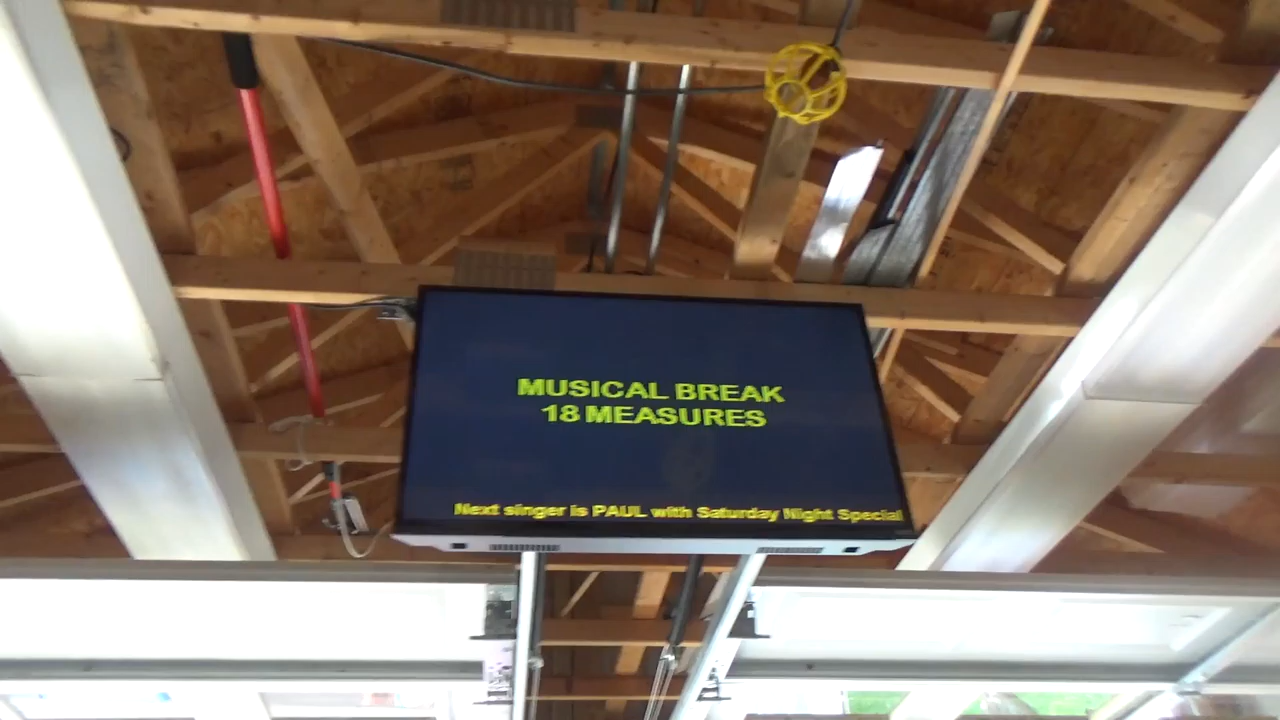 MUSICAL BREAK
18 MEASURES
Next singer is PAUL with Saturday Night Special